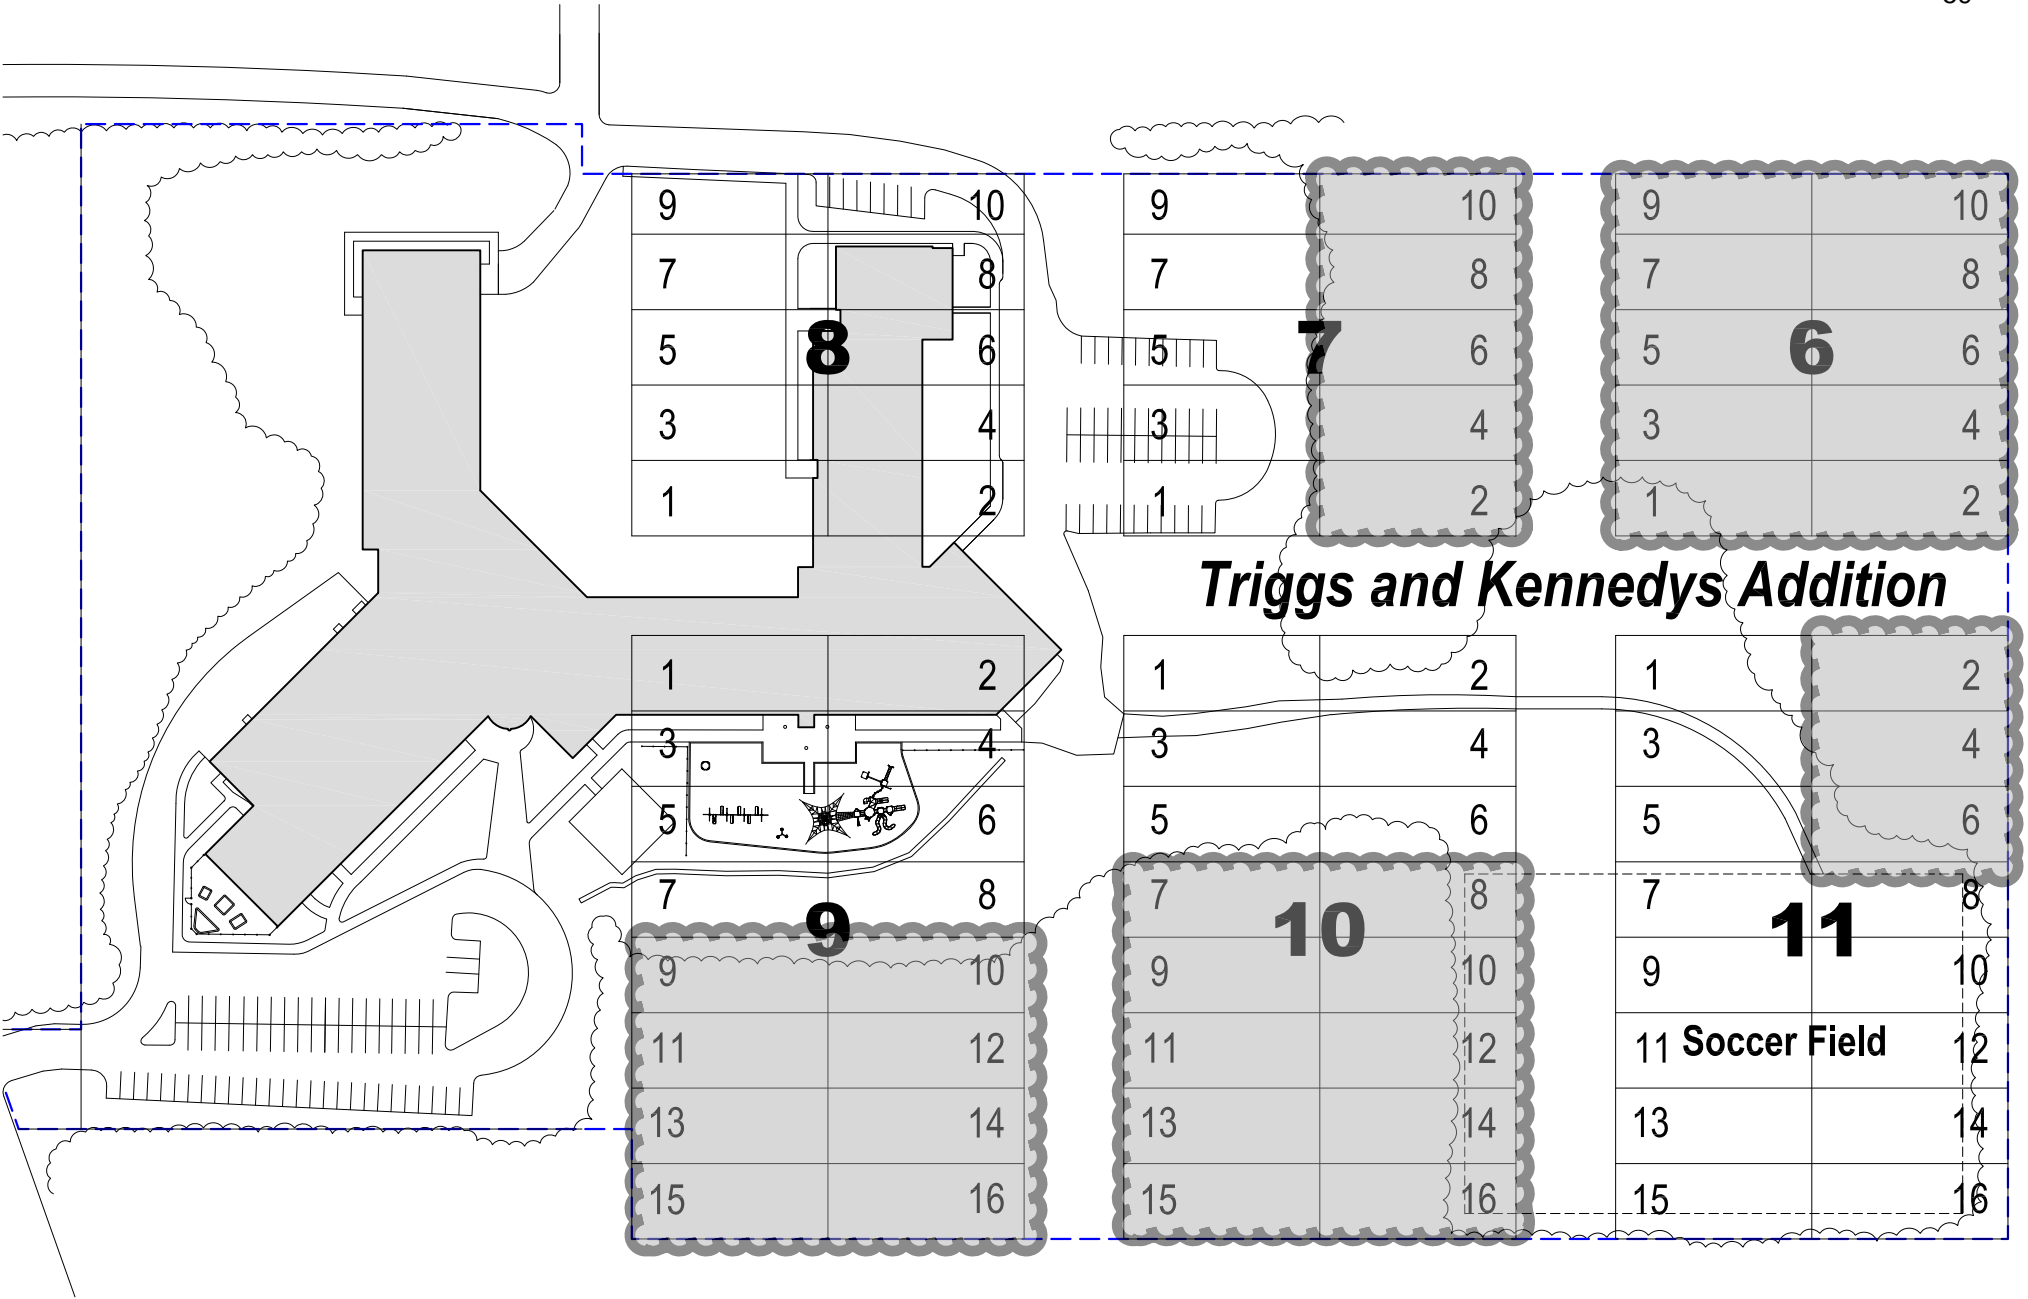 9 10 9 10 9 10
7 8 7 8 7 8
5 8 6 5 7 6 5 6 6
3 4 3 4 3 4
1 2 1 2 1 2
Triggs and Kennedys Addition
1 2 1 2 1 2
3 4 3 4 3 4
5 6 5 6 5 6
7 8 7 8 7 8
9 10 11
9 10 9 10 9 10
11 12 11 12 11 Soccer Field 12
13 14 13 14 13 14
15 16 15 16 15 16